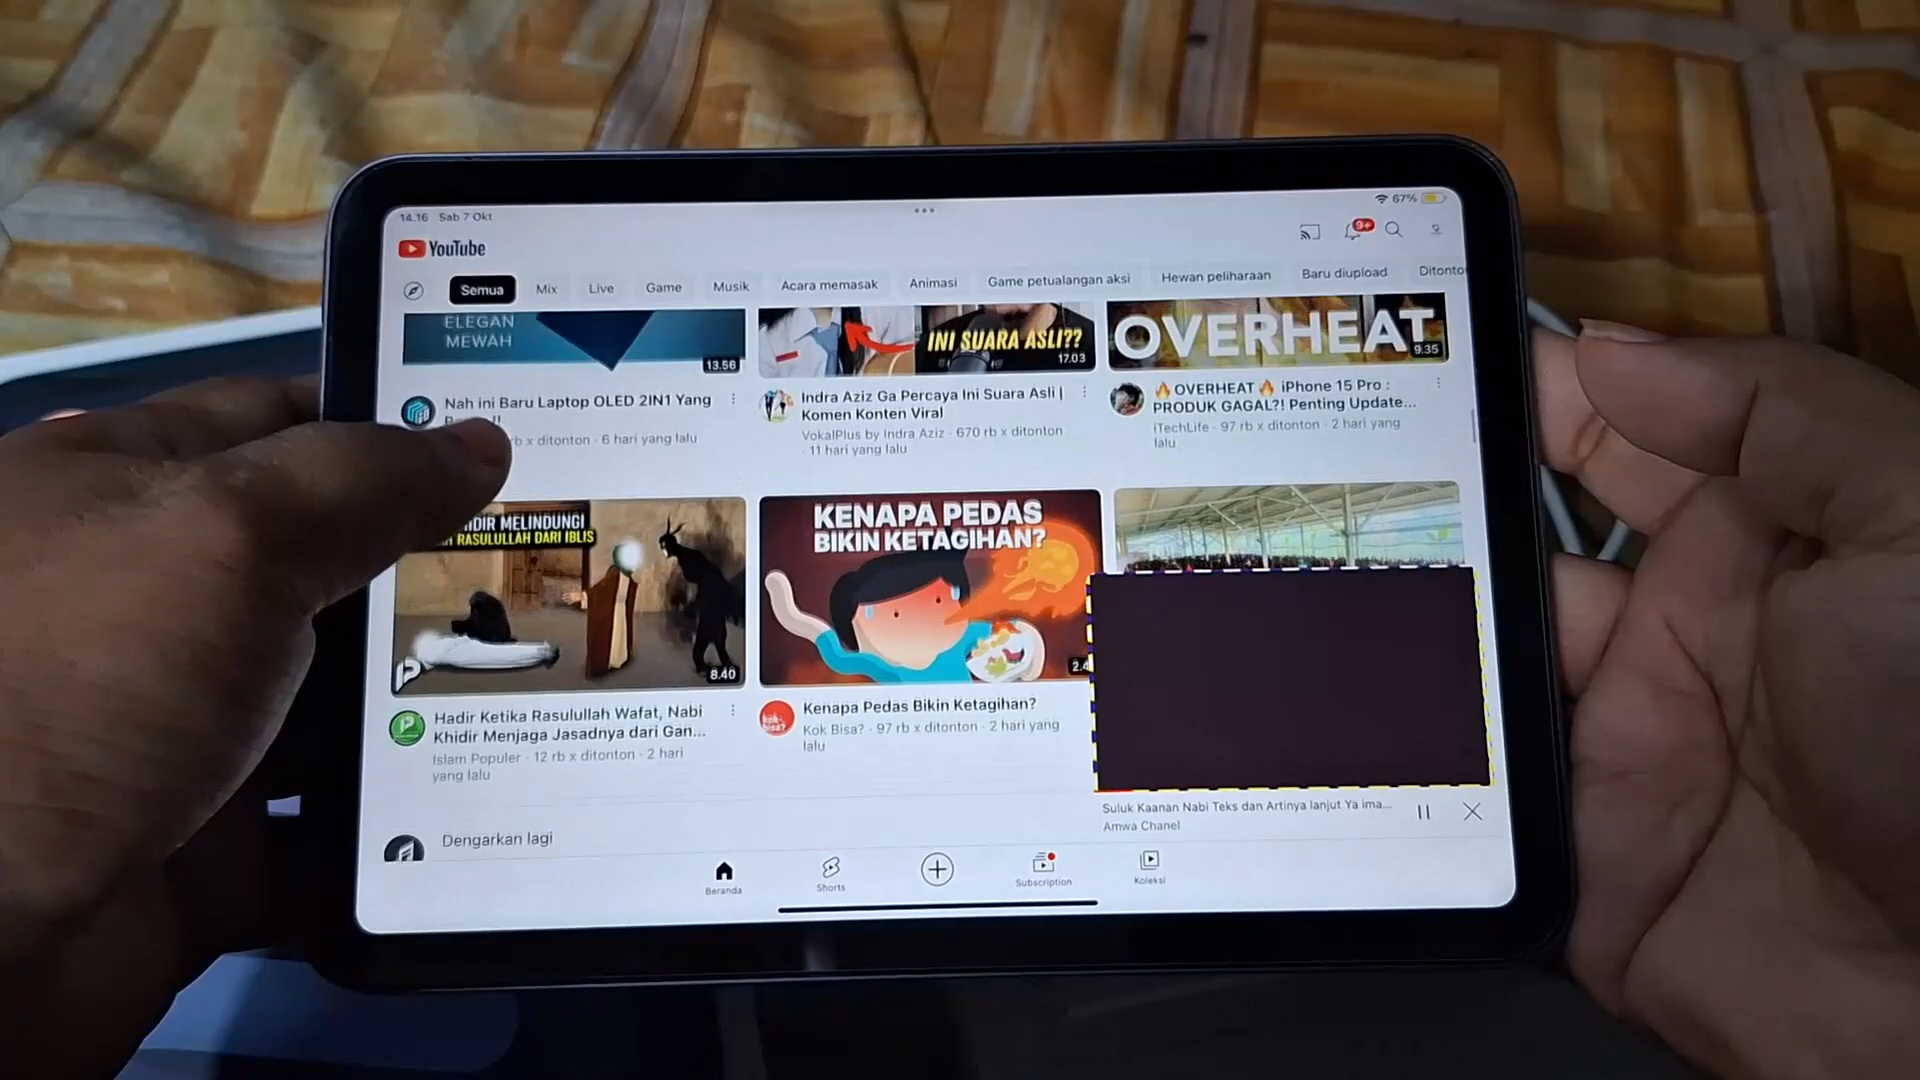 14.16 Sab 7 Okt
67%
YouTube
9+
Semua Mix Live Game Musik Acara memasak Animasi Game petualangan aksi Hewan peliharaan Baru diupload Ditonto
ELEGAN
MEWAH
13.56
INI SUARA ASLI??
17.03
OVERHEAT
9.35
Nah ini Baru Laptop OLED 2IN1 Yang
rb x ditonton · 6 hari yang lalu
Indra Aziz Ga Percaya Ini Suara Asli |
Komen Konten Viral
VokalPlus by Indra Aziz · 670 rb x ditonton
· 11 hari yang lalu
🔥OVERHEAT🔥 iPhone 15 Pro :
PRODUK GAGAL?! Penting Update...
iTechLife · 97 rb x ditonton · 2 hari yang
lalu
MELINDUNGI
RASULULLAH DARI IBLIS
8.40
KENAPA PEDAS
BIKIN KETAGIHAN?
Hadir Ketika Rasulullah Wafat, Nabi
Khidir Menjaga Jasadnya dari Gan...
Islam Populer · 12 rb x ditonton · 2 hari
yang lalu
kok
bisa?
Kenapa Pedas Bikin Ketagihan?
Kok Bisa? · 97 rb x ditonton · 2 hari yang
lalu
Suluk Kaanan Nabi Teks dan Artinya lanjut Ya ima...
Amwa Chanel
Dengarkan lagi
Beranda Shorts Subscription Koleksi